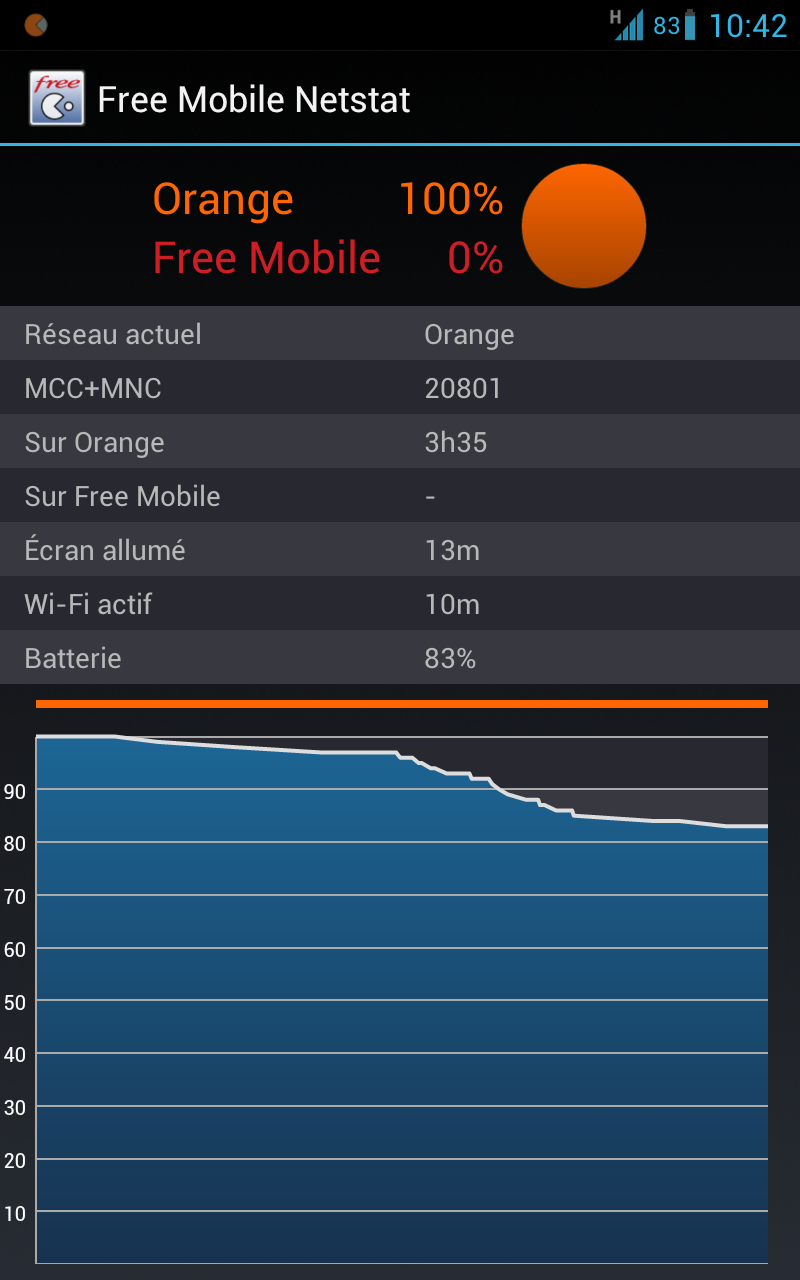 H 83 10:42
free
Free Mobile Netstat
Orange 100%
Free Mobile 0%
Réseau actuel Orange
MCC+MNC 20801
Sur Orange 3h35
Sur Free Mobile -
Écran allumé 13m
Wi-Fi actif 10m
Batterie 83%
90
80
70
60
50
40
30
20
10